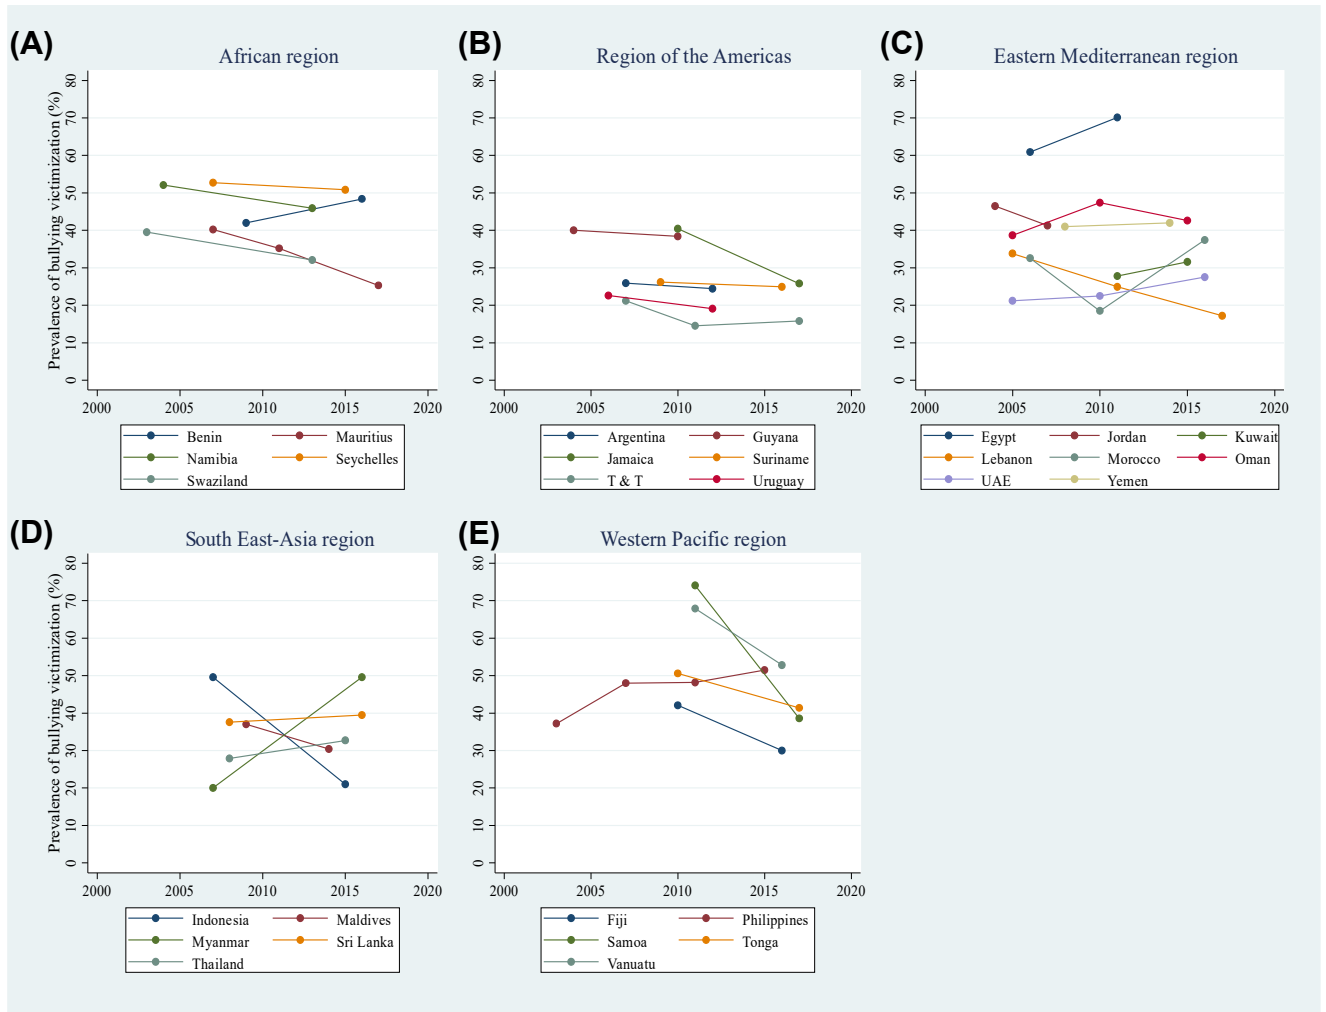 (A)
African region
Prevalence of bullying victimization (%)
80
70
60
50
40
30
20
10
0
2000 2005 2010 2015 2020
Benin Mauritius
Namibia Seychelles
Swaziland
(B)
Region of the Americas
80
70
60
50
40
30
20
10
0
2000 2005 2010 2015 2020
Argentina Guyana
Jamaica Suriname
T & T Uruguay
(C)
Eastern Mediterranean region
80
70
60
50
40
30
20
10
0
2000 2005 2010 2015 2020
Egypt Jordan Kuwait
Lebanon Morocco Oman
UAE Yemen
(D)
South East-Asia region
Prevalence of bullying victimization (%)
80
70
60
50
40
30
20
10
0
2000 2005 2010 2015 2020
Indonesia Maldives
Myanmar Sri Lanka
Thailand
(E)
Western Pacific region
80
70
60
50
40
30
20
10
0
2000 2005 2010 2015 2020
Fiji Philippines
Samoa Tonga
Vanuatu